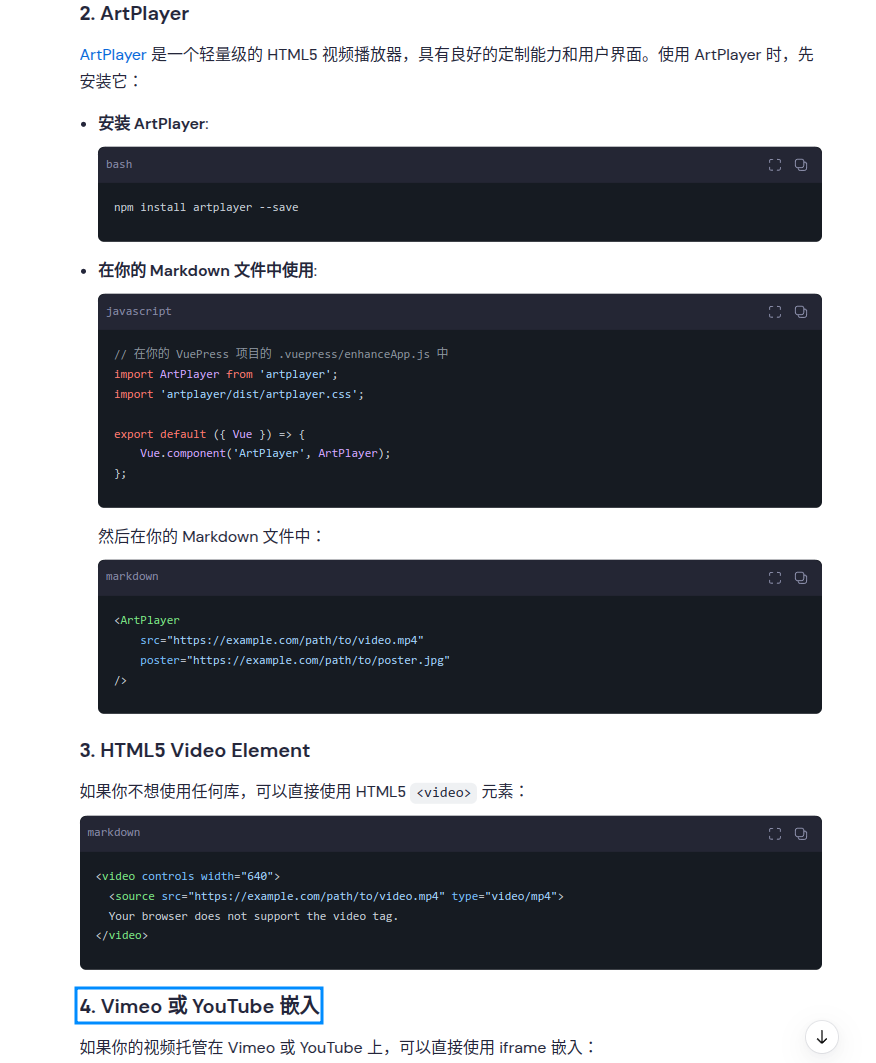 2. ArtPlayer
ArtPlayer 是一个轻量级的 HTML5 视频播放器，具有良好的定制能力和用户界面。使用 ArtPlayer 时，先
安装它：
• 安装 ArtPlayer:
bash
npm install artplayer --save
• 在你的 Markdown 文件中使用:
javascript
// 在你的 VuePress 项目的 .vuepress/enhanceApp.js 中
import ArtPlayer from 'artplayer';
import 'artplayer/dist/artplayer.css';
export default ({ Vue }) => {
    Vue.component('ArtPlayer', ArtPlayer);
};
然后在你的 Markdown 文件中：
markdown
<ArtPlayer
    src="https://example.com/path/to/video.mp4"
    poster="https://example.com/path/to/poster.jpg"
/>
3. HTML5 Video Element
如果你不想使用任何库，可以直接使用 HTML5 <video> 元素：
markdown
<video controls width="640">
  <source src="https://example.com/path/to/video.mp4" type="video/mp4">
  Your browser does not support the video tag.
</video>
4. Vimeo 或 YouTube 嵌入
如果你的视频托管在 Vimeo 或 YouTube 上，可以直接使用 iframe 嵌入：